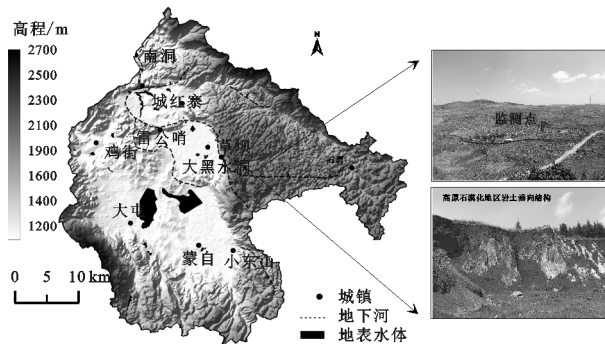 高程/m
2700
2300
2100
1900
1800
1600
1400
1200
0 5 10 km
N
南洞
城红寨
雷公哨
草坝
鸡街
大黑水洞
大屯
蒙自
小东山
城镇
地下河
地表水体
监测点
高原石漠化地区岩土垂向结构